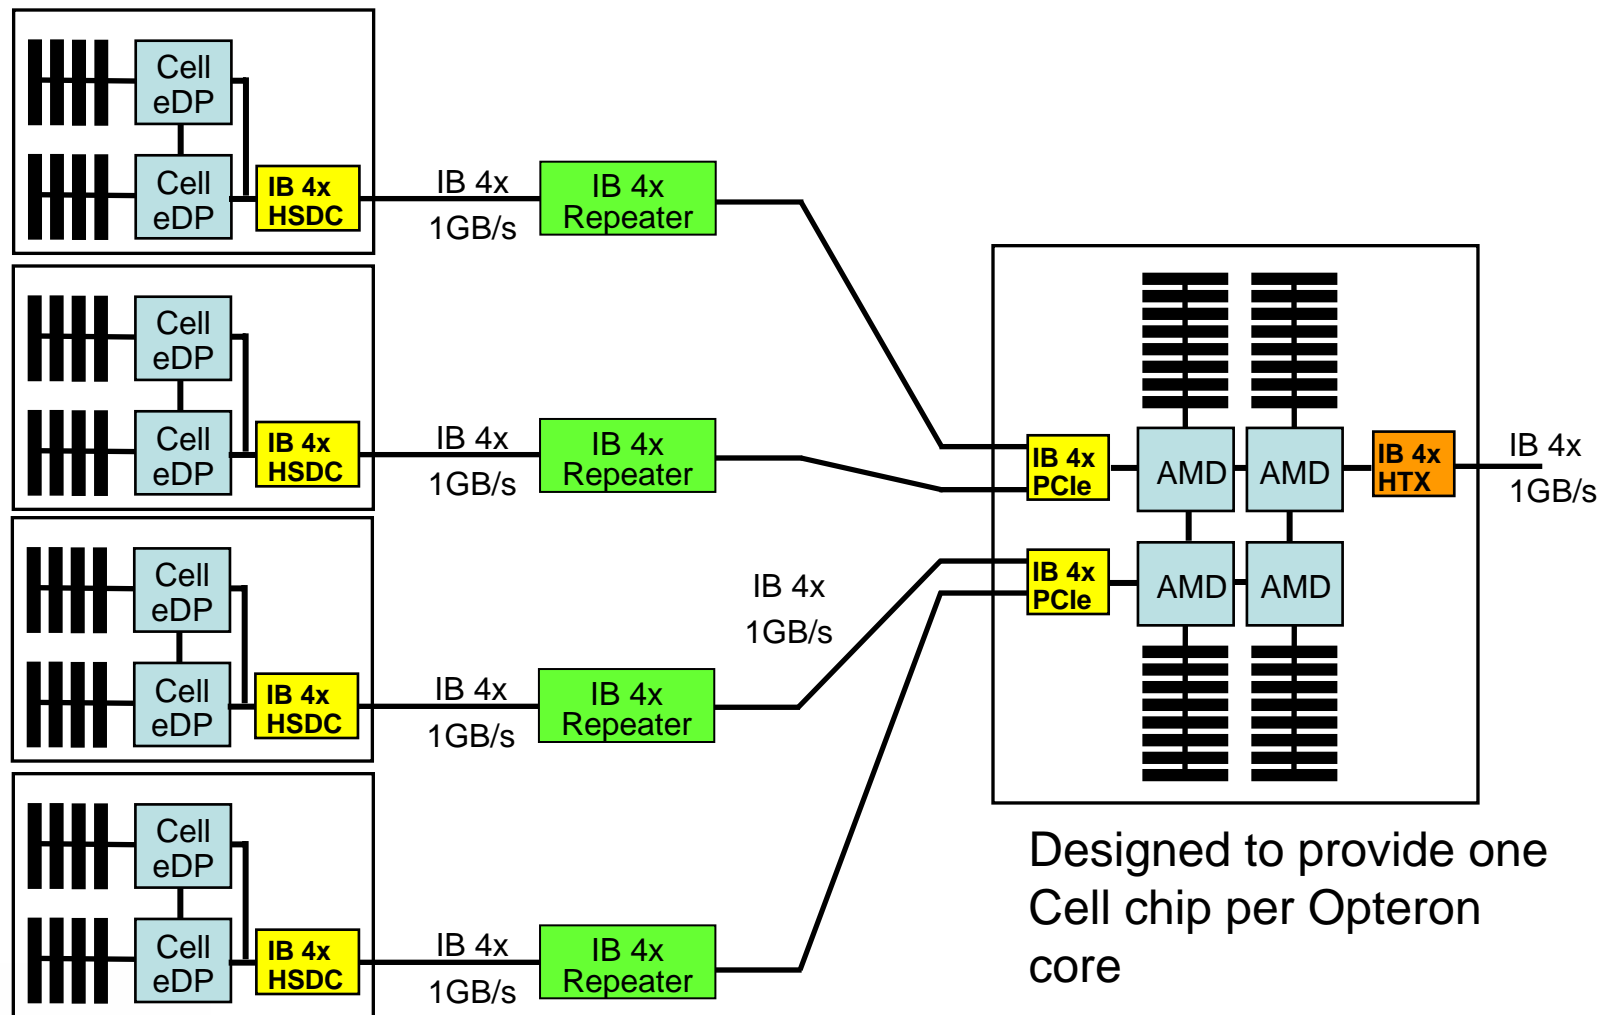 Cell
eDP
Cell
eDP
IB 4x
HSDC
IB 4x
1GB/s
IB 4x
Repeater
Cell
eDP
Cell
eDP
IB 4x
HSDC
IB 4x
1GB/s
IB 4x
Repeater
Cell
eDP
Cell
eDP
IB 4x
HSDC
IB 4x
1GB/s
IB 4x
Repeater
Cell
eDP
Cell
eDP
IB 4x
HSDC
IB 4x
1GB/s
IB 4x
Repeater
IB 4x
1GB/s
IB 4x
PCIe
AMD
AMD
IB 4x
HTX
IB 4x
1GB/s
IB 4x
PCIe
AMD
AMD
Designed to provide one
Cell chip per Opteron
core